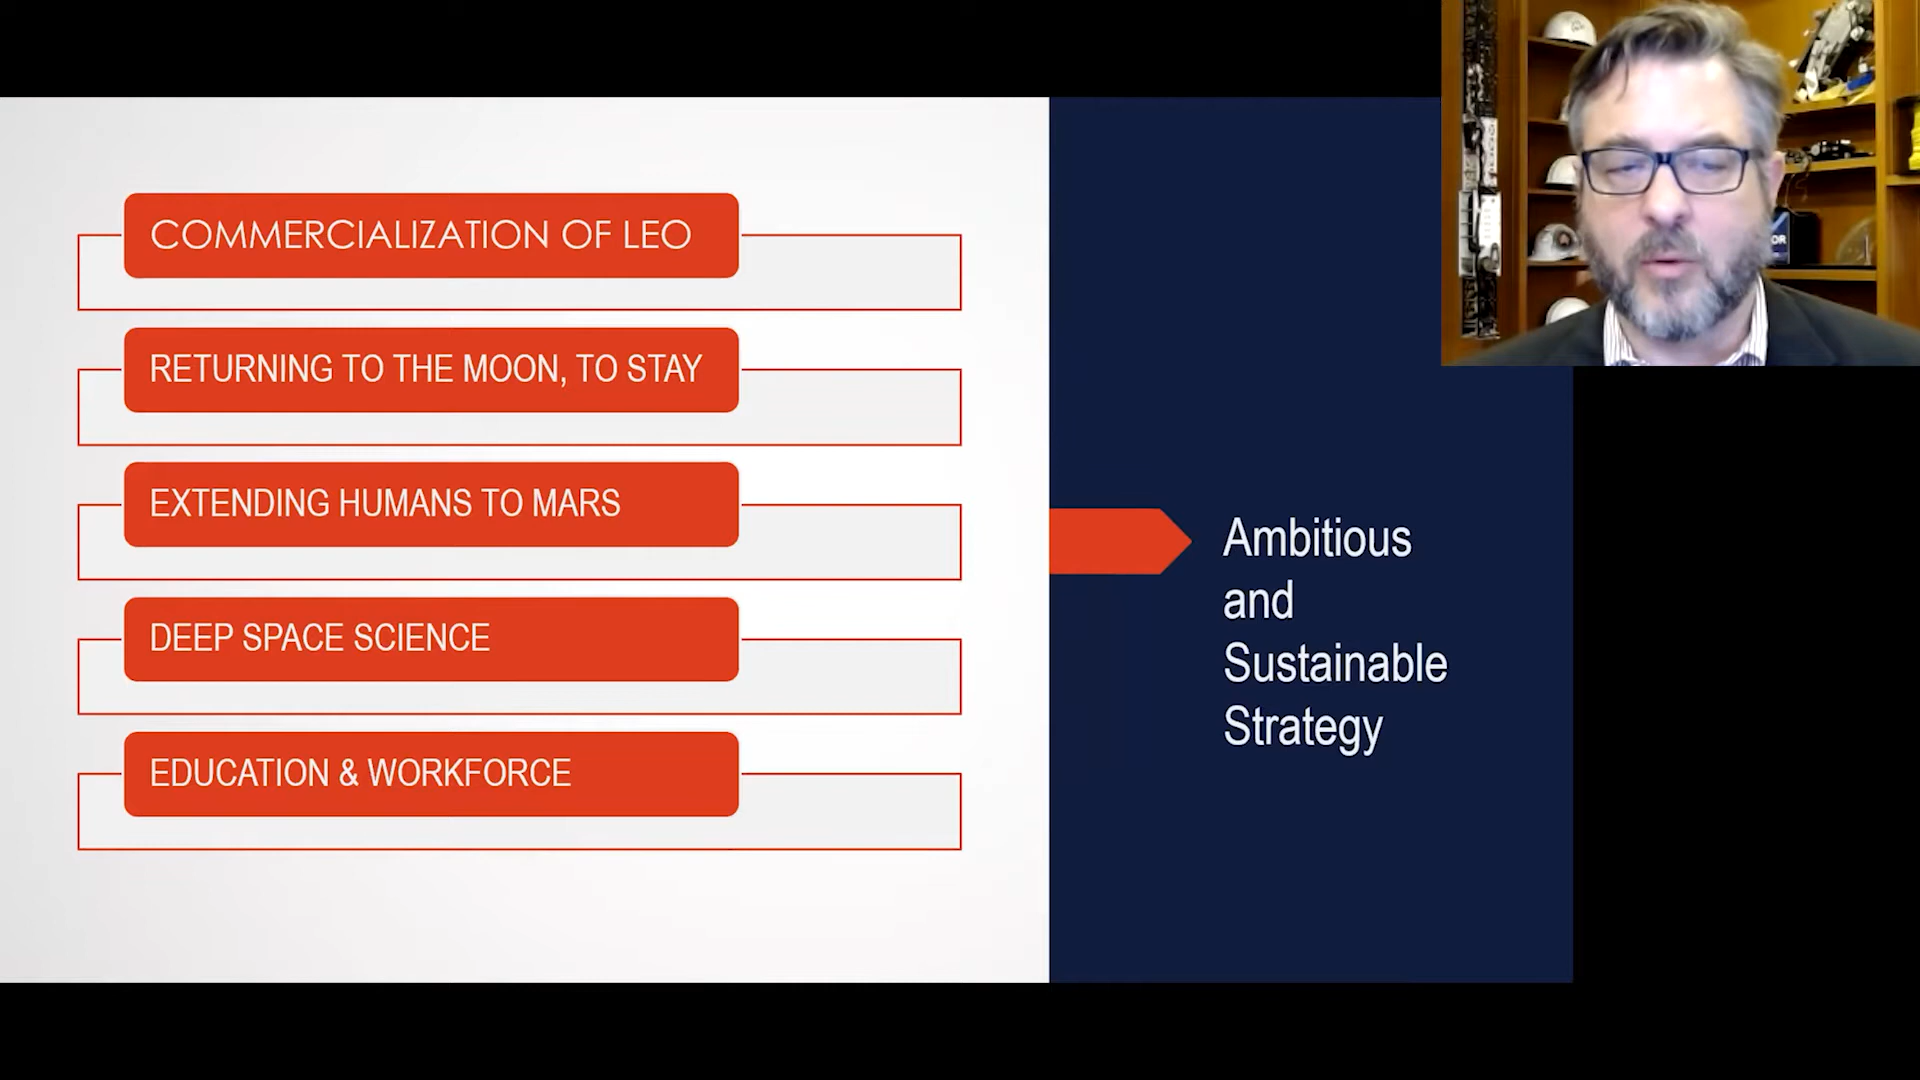 COMMERCIALIZATION OF LEO
RETURNING TO THE MOON, TO STAY
EXTENDING HUMANS TO MARS
DEEP SPACE SCIENCE
EDUCATION & WORKFORCE
Ambitious
and
Sustainable
Strategy